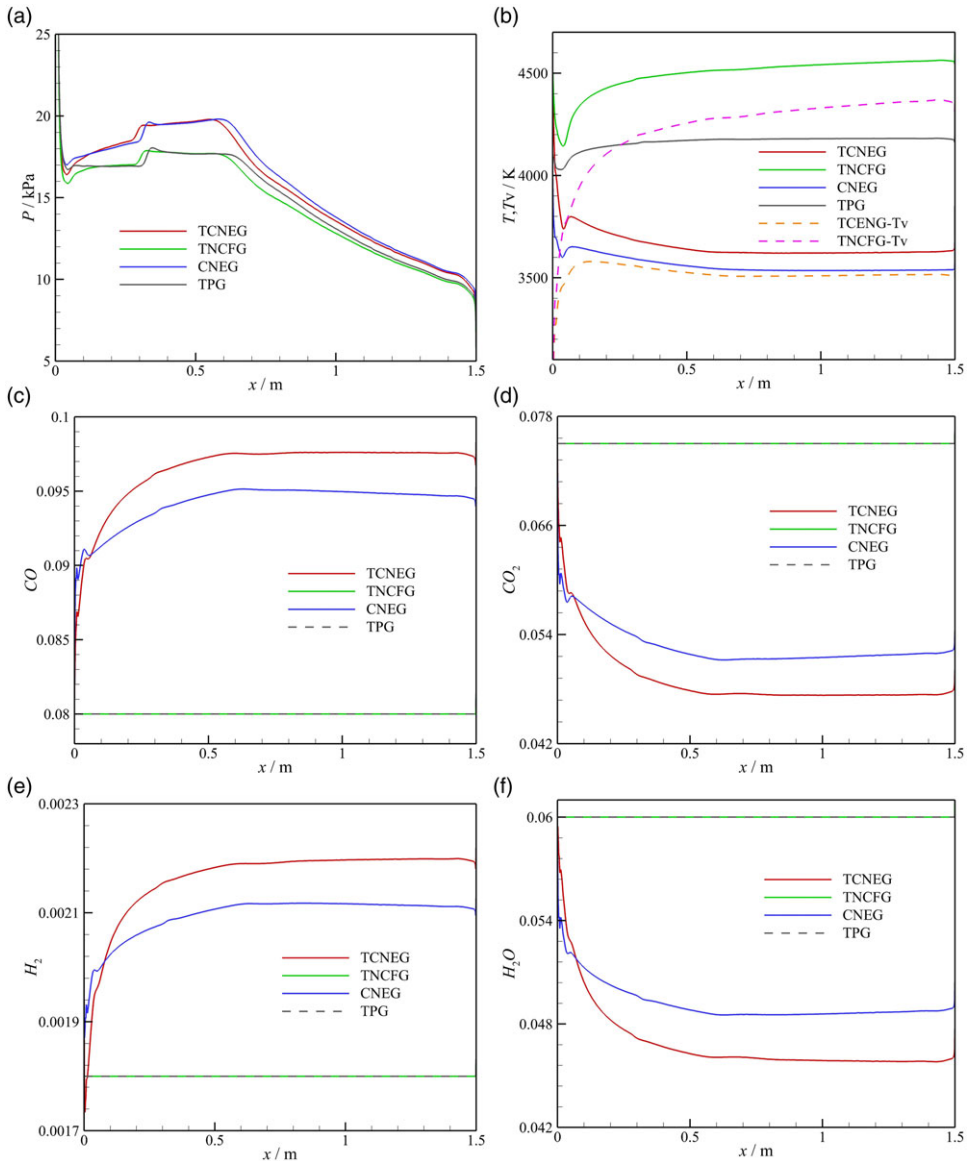 (a)
25
20
15
10
5
P / kPa
0
0.5
1
1.5
x / m
TCNEG
TNCFG
CNEG
TPG
(b)
4500
4000
3500
T,Tv / K
0
0.5
1
1.5
x / m
TCNEG
TNCFG
CNEG
TPG
TCENG-Tv
TNCFG-Tv
(c)
0.1
0.095
0.09
0.085
0.08
CO
0
0.5
1
1.5
x / m
TCNEG
TNCFG
CNEG
TPG
(d)
0.078
0.066
0.054
0.042
CO2
0
0.5
1
1.5
x / m
TCNEG
TNCFG
CNEG
TPG
(e)
0.0023
0.0021
0.0019
0.0017
H2
0
0.5
1
1.5
x / m
TCNEG
TNCFG
CNEG
TPG
(f)
0.06
0.054
0.048
0.042
H2O
0
0.5
1
1.5
x / m
TCNEG
TNCFG
CNEG
TPG